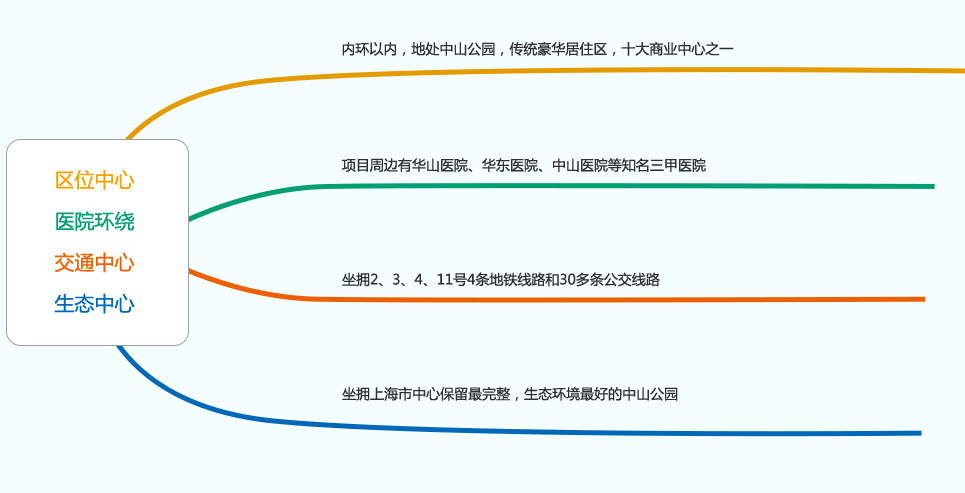 内环以内，地处中山公园，传统豪华居住区，十大商业中心之一
项目周边有华山医院、华东医院、中山医院等知名三甲医院
区位中心
医院环绕
交通中心
生态中心
坐拥2、3、4、11号4条地铁线路和30多条公交线路
坐拥上海市中心保留最完整，生态环境最好的中山公园